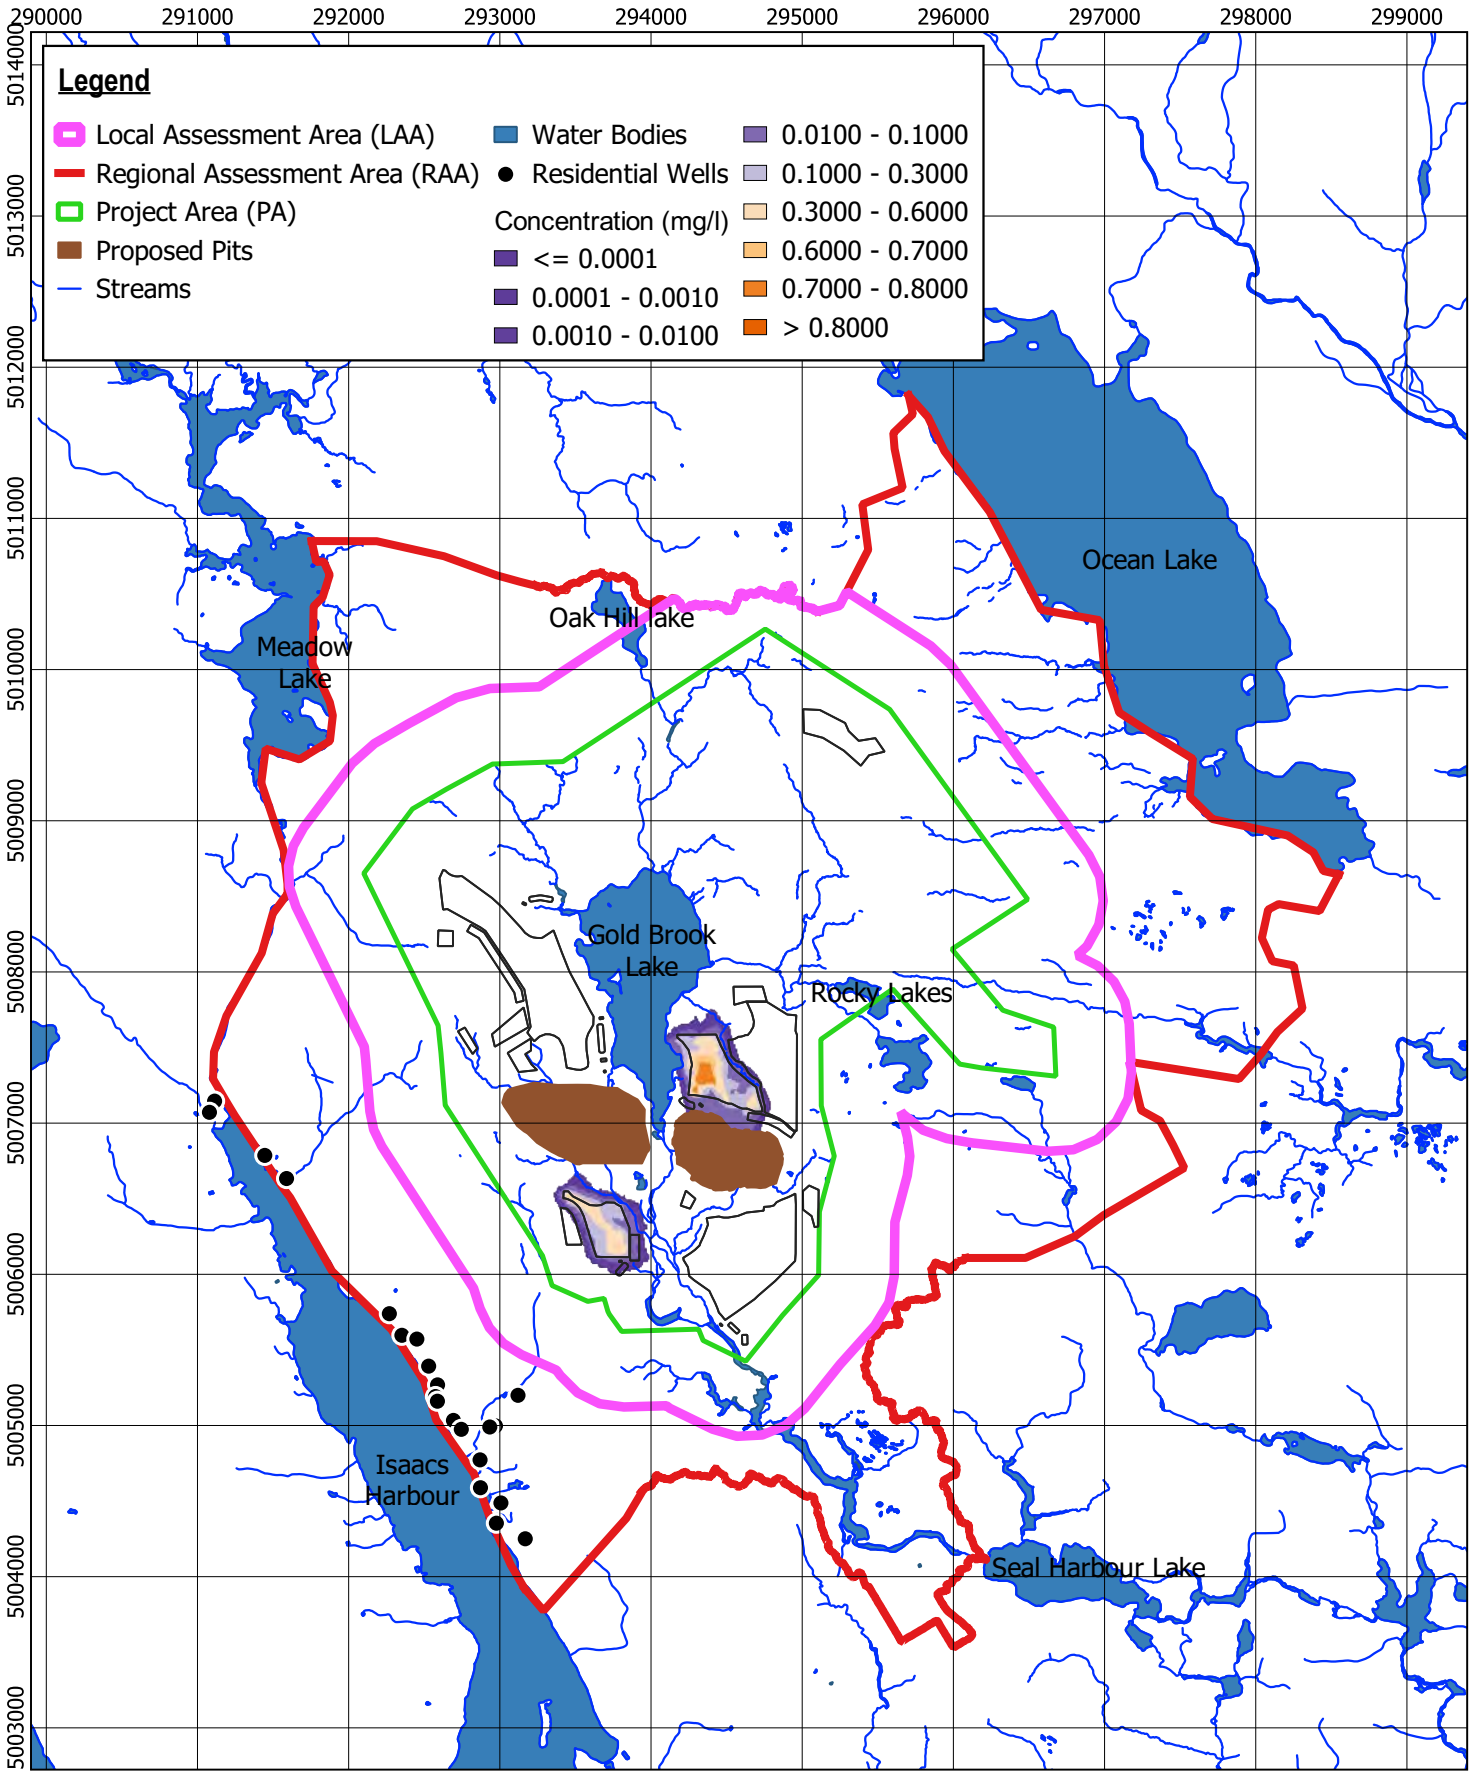 290000 291000 292000 293000 294000 295000 296000 297000 298000 299000
5014000
5013000
5012000
5011000
5010000
5009000
5008000
5007000
5006000
5005000
5004000
5003000
Legend
Local Assessment Area (LAA)
Regional Assessment Area (RAA)
Project Area (PA)
Proposed Pits
Streams
Water Bodies
Residential Wells
Concentration (mg/l)
<= 0.0001
0.0001 - 0.0010
0.0010 - 0.0100
0.0100 - 0.1000
0.1000 - 0.3000
0.3000 - 0.6000
0.6000 - 0.7000
0.7000 - 0.8000
> 0.8000
Ocean Lake
Oak Hill lake
Meadow
Lake
Gold Brook
Lake
Rocky Lakes
Isaacs
Harbour
Seal Harbour Lake